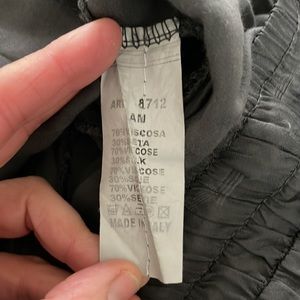 ART 8712
AM
70%VISCOSA
30%SETA
70%VISCOSE
30%SILK
70%VISCOSE
30%SOIE
70%VISKOSE
30%SEIDE
MADE IN ITALY